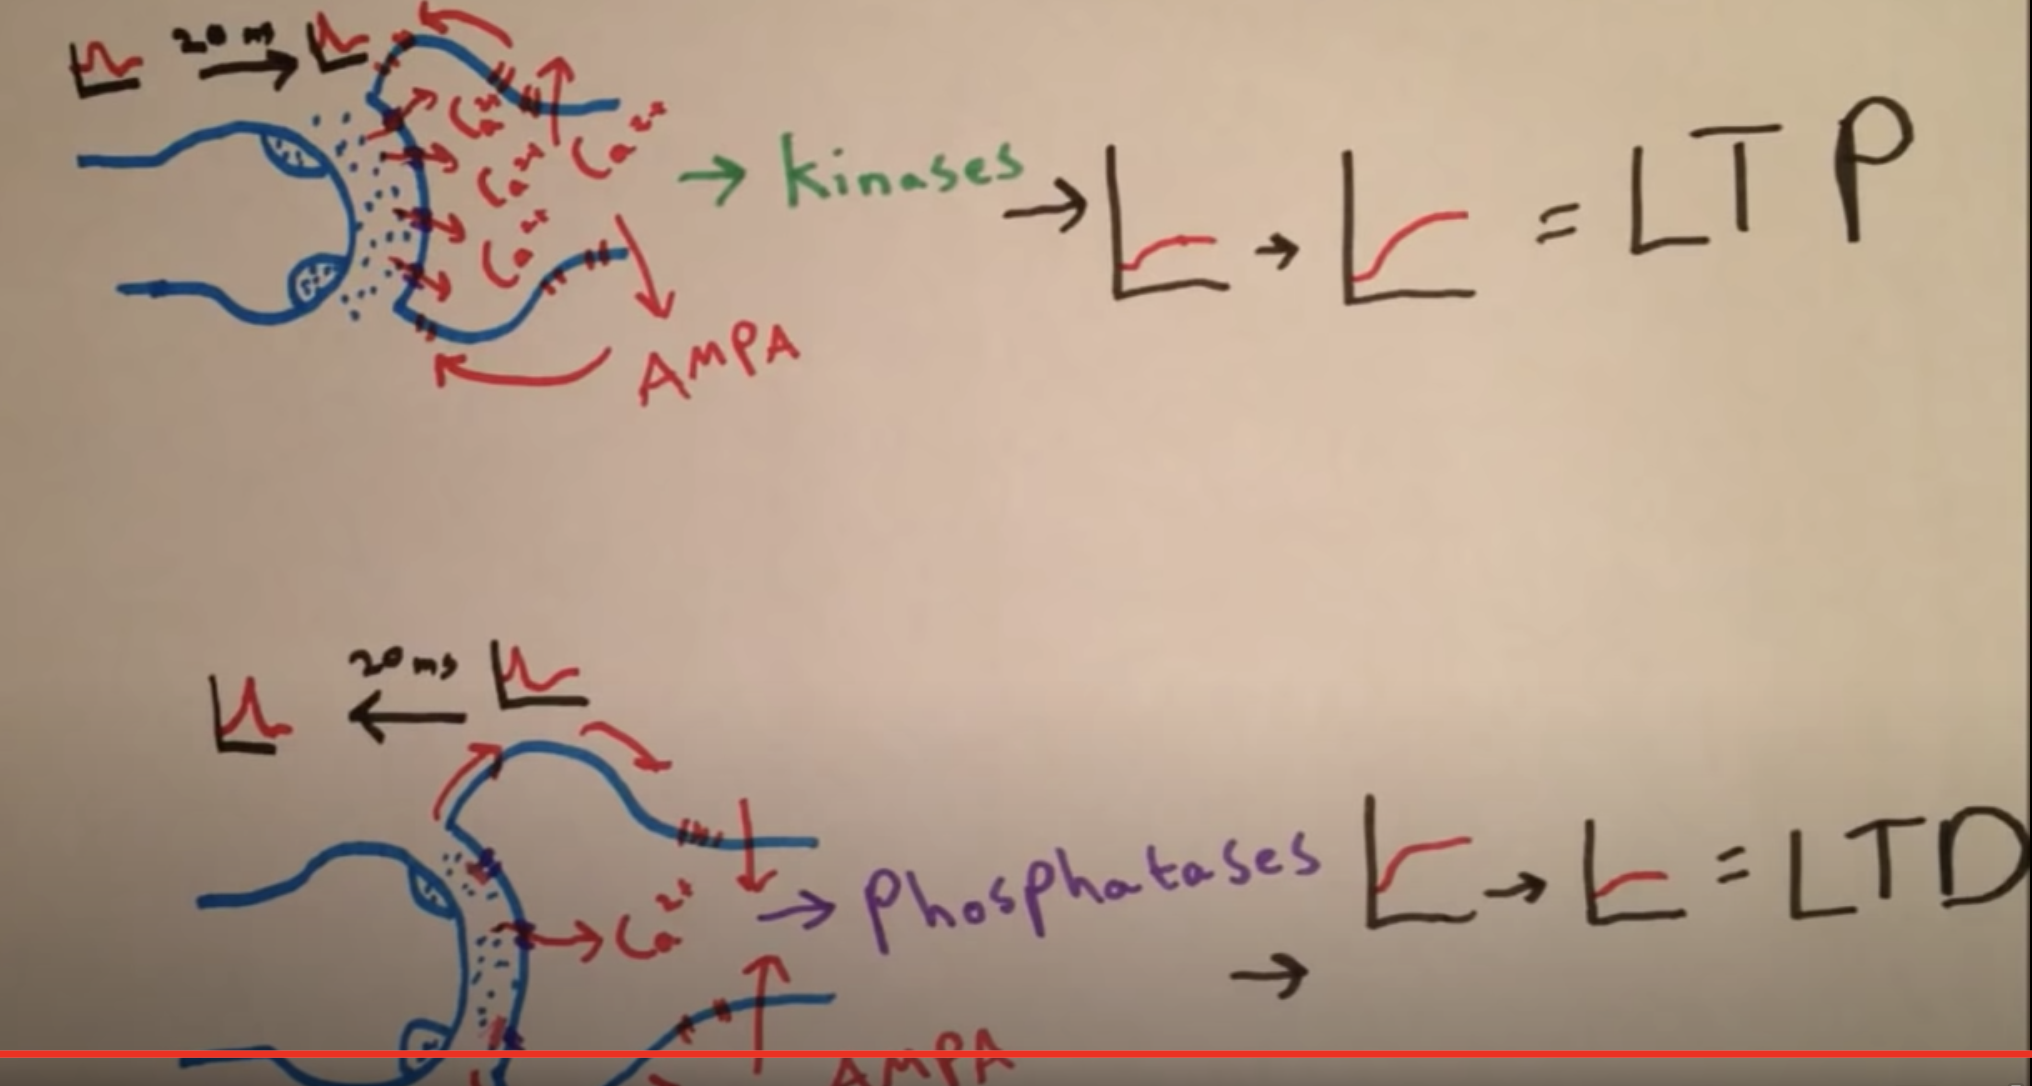 20 ms
Ca²⁺
Ca²⁺
Ca²⁺
Ca²⁺
→ kinases → → = LTP
AMPA
20 ms
Ca²⁺ → Phosphatases → → = LTD
AMPA